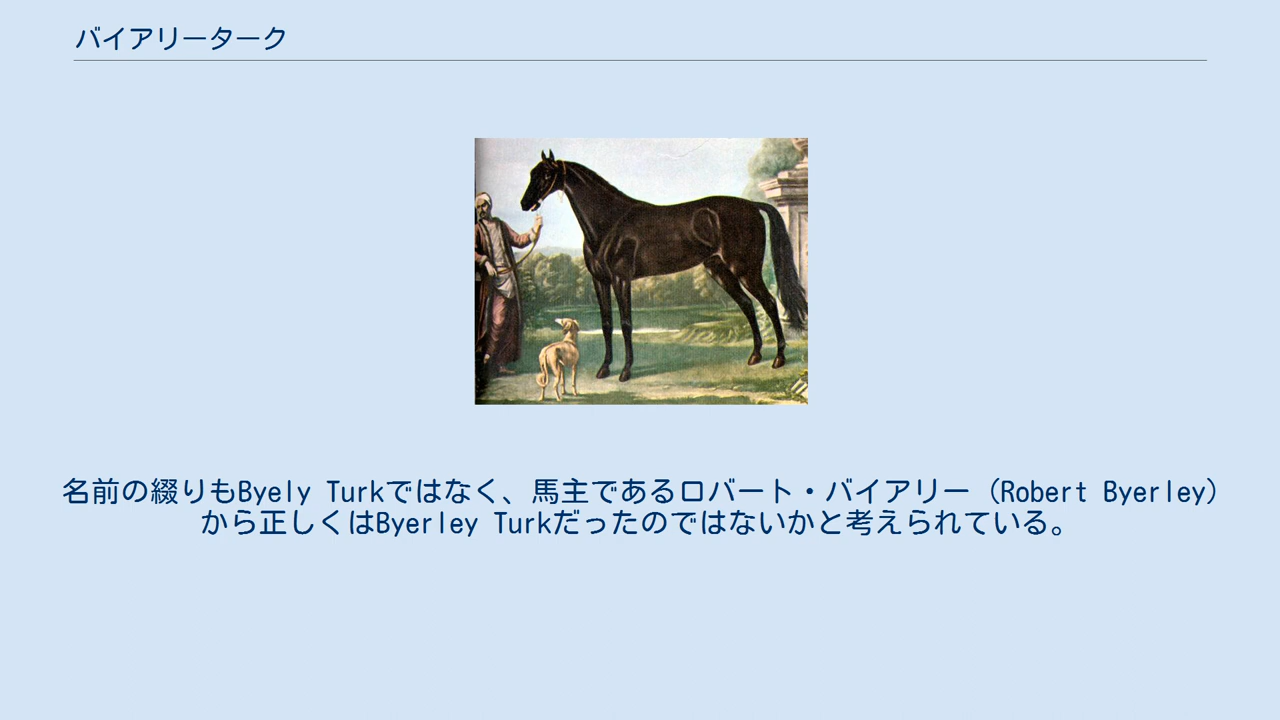 バイアリーターク
名前の綴りもByely Turkではなく、馬主であるロバート・バイアリー（Robert Byerley）
から正しくはByerley Turkだったのではないかと考えられている。